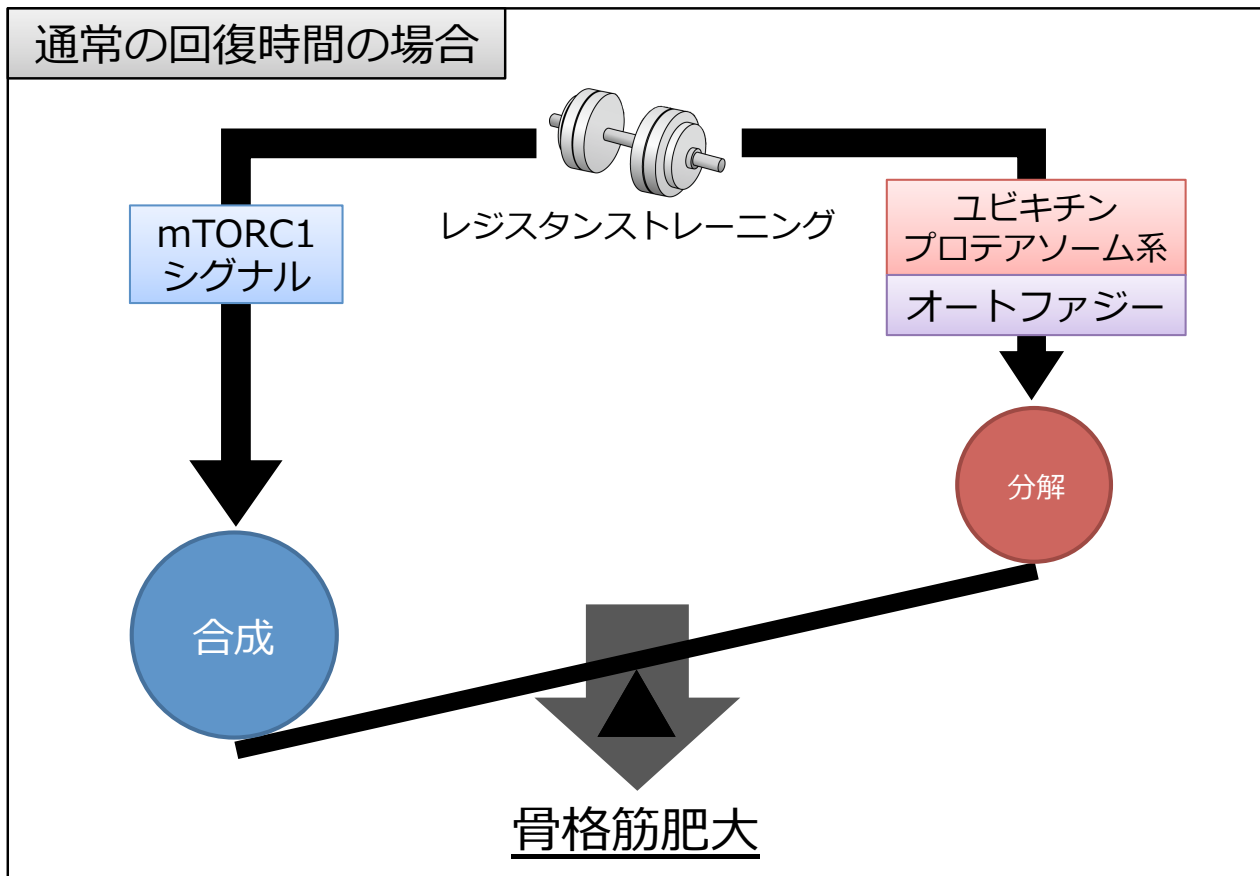 通常の回復時間の場合
レジスタンストレーニング
mTORC1
シグナル
ユビキチン
プロテアソーム系
オートファジー
分解
合成
骨格筋肥大